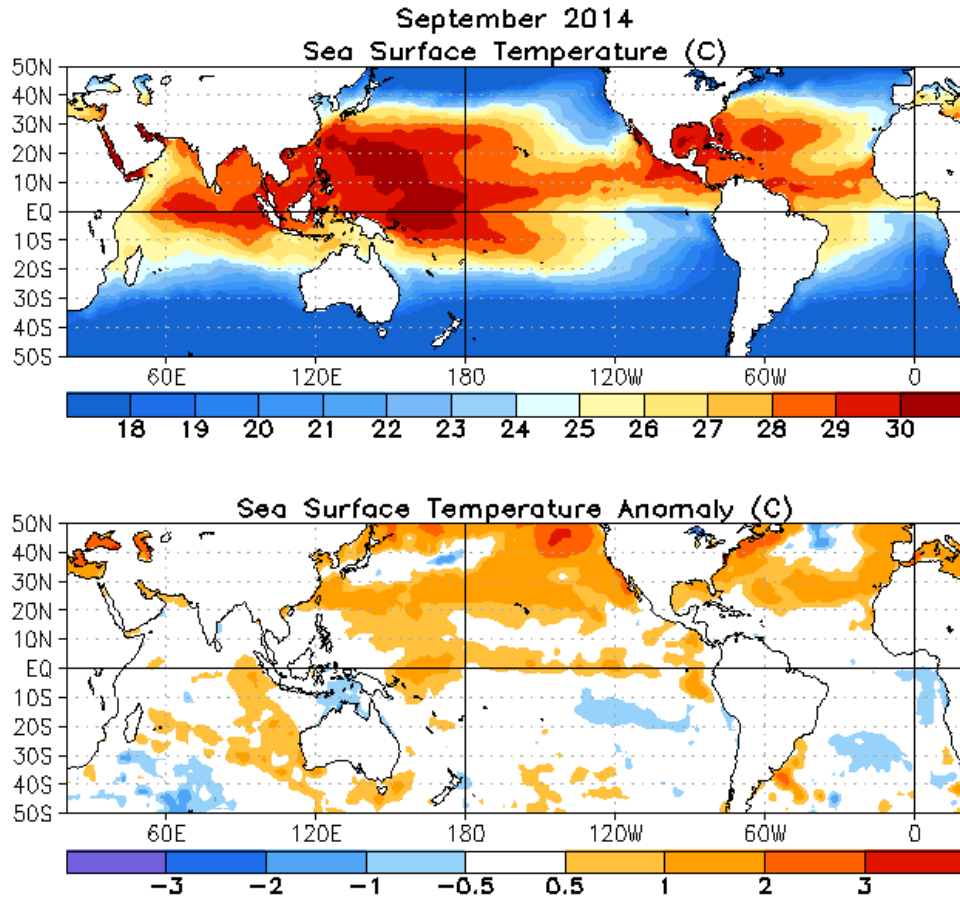 September 2014
Sea Surface Temperature (C)
50N
40N
30N
20N
10N
EQ
10S
20S
30S
40S
50S
60E 120E 180 120W 60W 0
18 19 20 21 22 23 24 25 26 27 28 29 30
Sea Surface Temperature Anomaly (C)
50N
40N
30N
20N
10N
EQ
10S
20S
30S
40S
50S
60E 120E 180 120W 60W 0
-3 -2 -1 -0.5 0.5 1 2 3